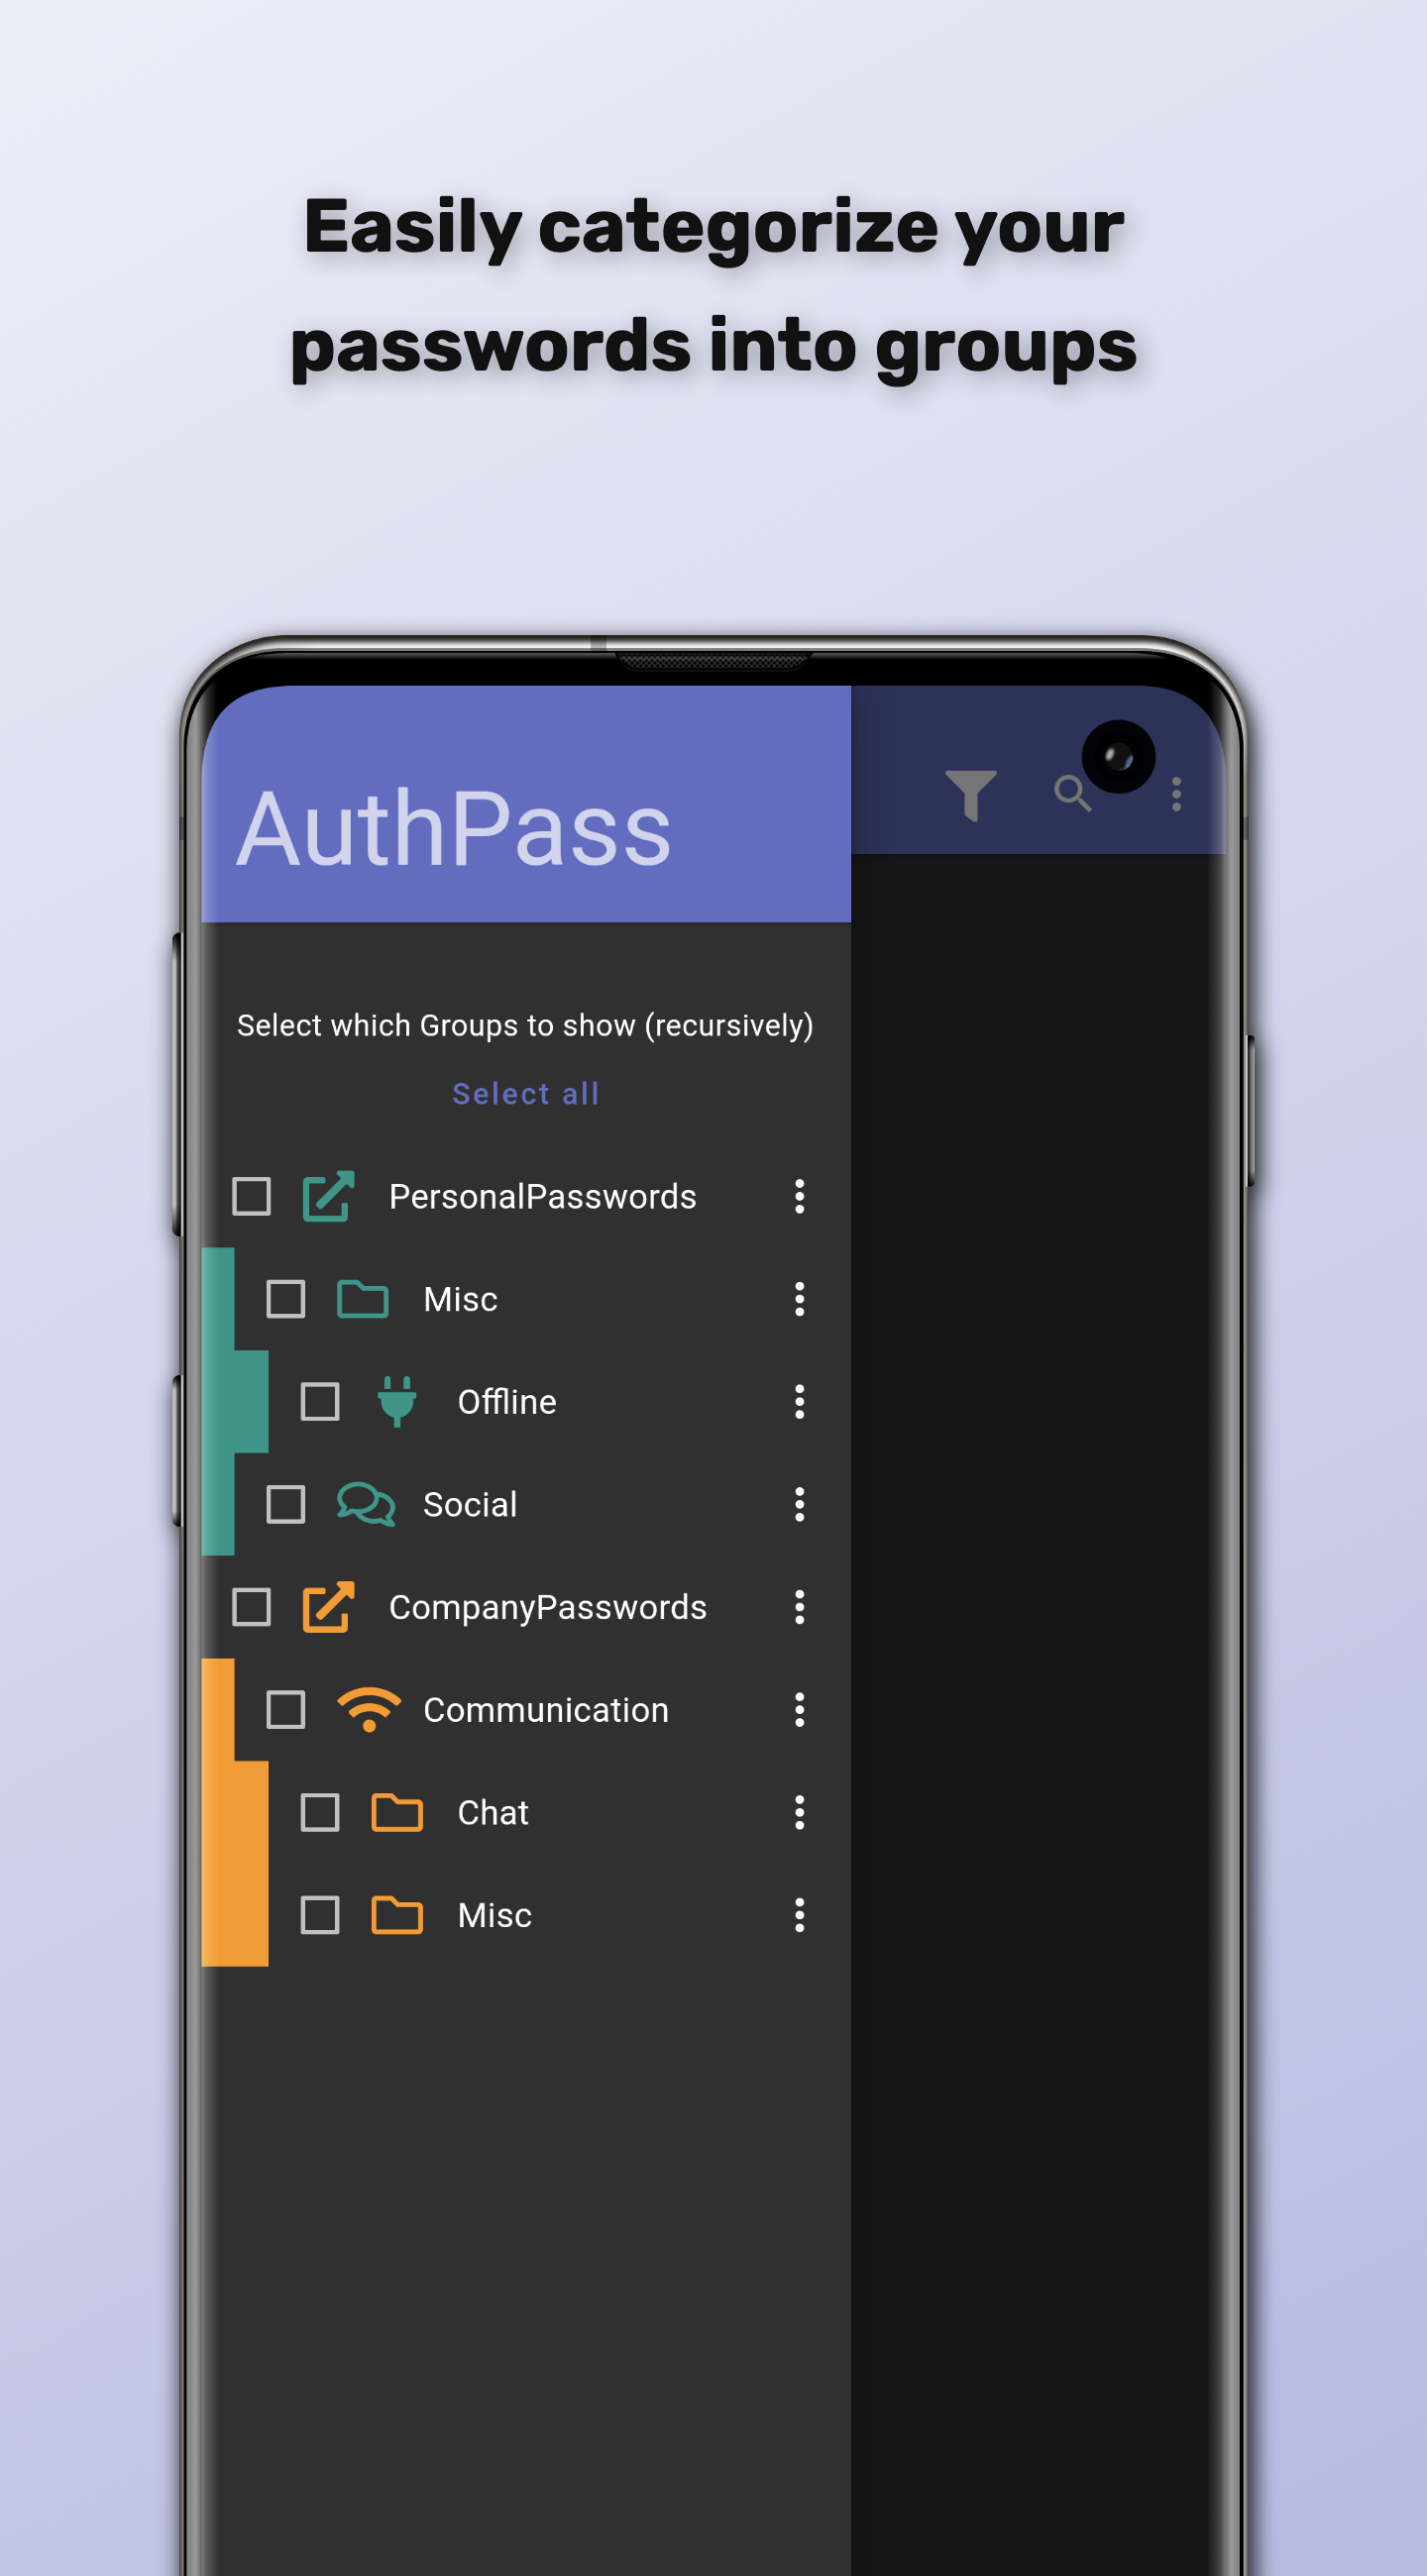 Easily categorize your
passwords into groups
AuthPass
Select which Groups to show (recursively)
Select all
PersonalPasswords
Misc
Offline
Social
CompanyPasswords
Communication
Chat
Misc